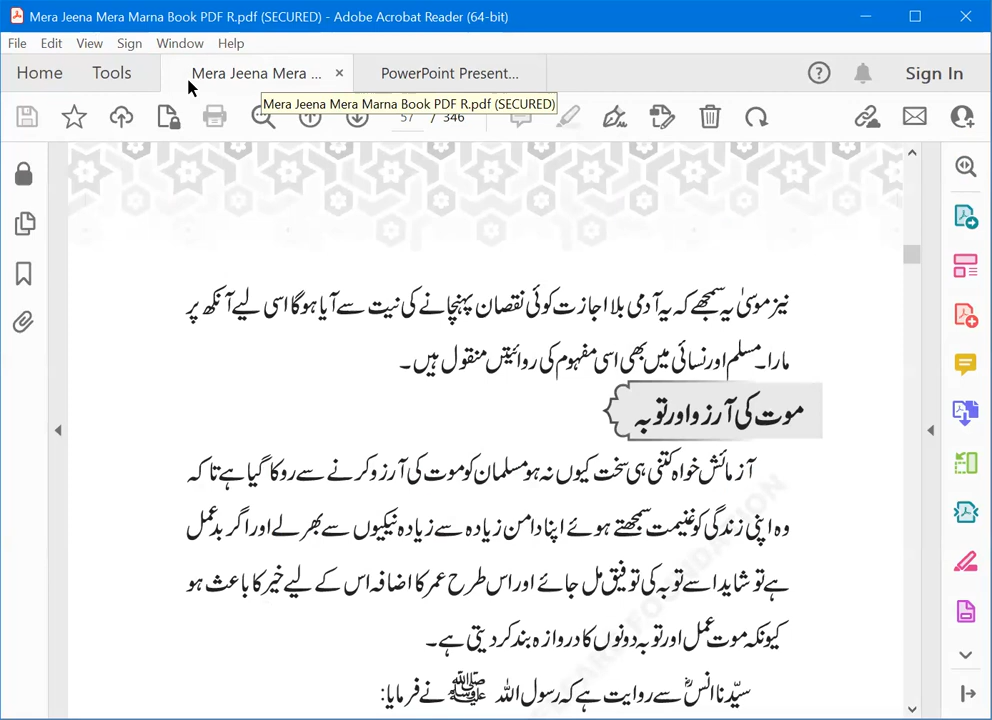 Mera Jeena Mera Marna Book PDF R.pdf (SECURED) - Adobe Acrobat Reader (64-bit)
File Edit View Sign Window Help
Home Tools Mera Jeena Mera ... × PowerPoint Present... Sign In
Mera Jeena Mera Marna Book PDF R.pdf (SECURED)
57 / 346
نیز موسیٰ یہ سمجھے کہ یہ آدمی بلا اجازت کوئی نقصان پہنچانے کی نیت سے آیا ہوگا اسی لیے آنکھ پر
مارا۔ مسلم اور نسائی میں بھی اسی مفہوم کی روائیتں منقول ہیں۔
موت کی آرزو اور توبہ
آزمائش خواہ کتنی ہی سخت کیوں نہ ہو مسلمان کو موت کی آرزو کرنے سے روکا گیا ہے تا کہ
وہ اپنی زندگی کو غنیمت سمجھتے ہوئے اپنا دامن زیادہ سے زیادہ نیکیوں سے بھر لے اور اگر بد عمل
ہے تو شاید اسے توبہ کی توفیق مل جائے اور اس طرح عمر کا اضافہ اس کے لیے خیر کا باعث ہو
کیونکہ موت عمل اور توبہ دونوں کا دروازہ بند کر دیتی ہے۔
سیّدنا انسؓ سے روایت ہے کہ رسول اللہ ﷺ نے فرمایا:
FOUNDATION